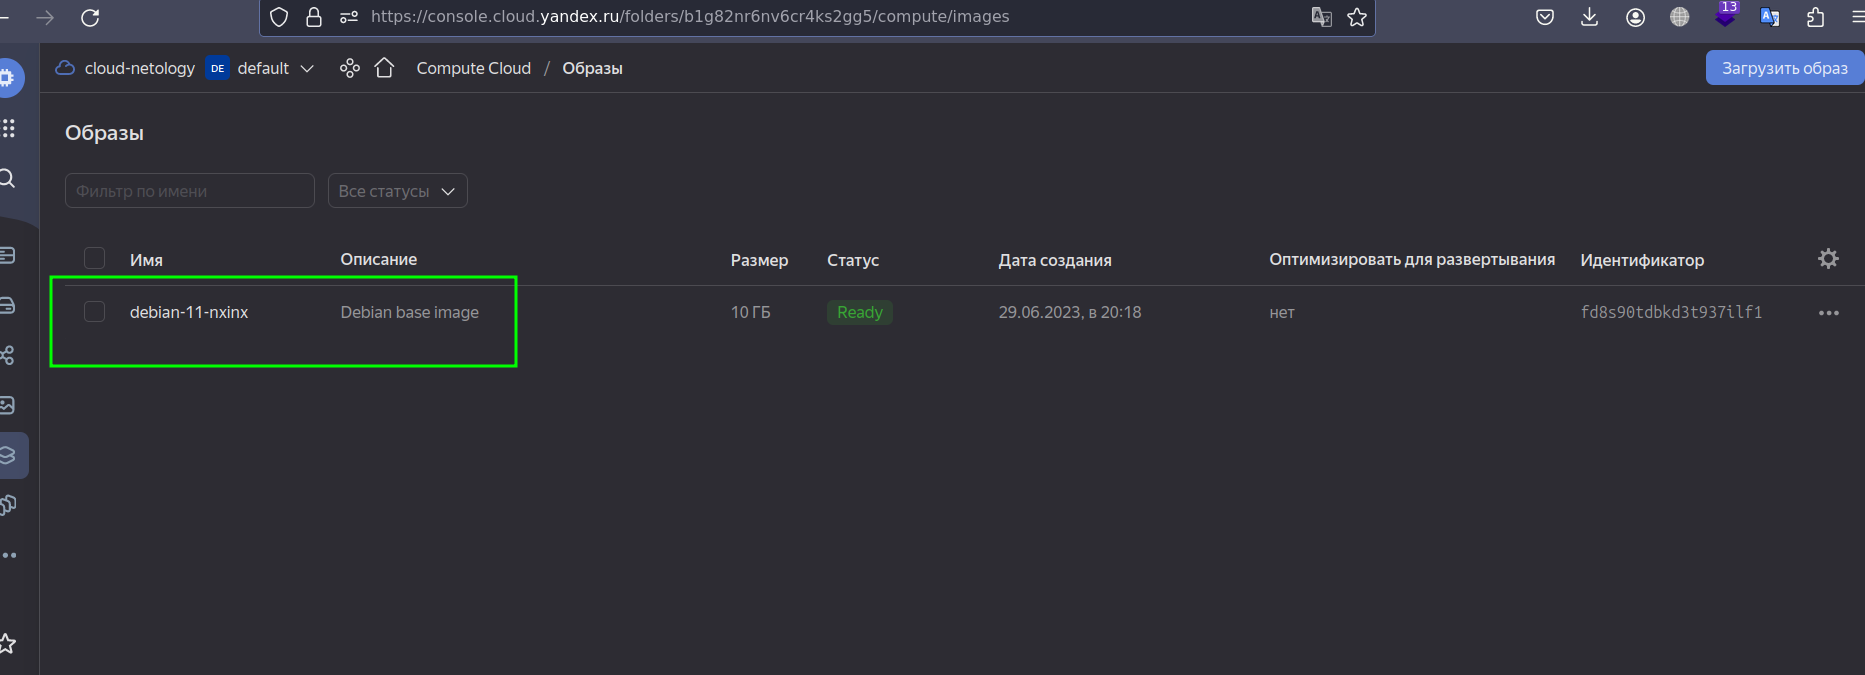 https://console.cloud.yandex.ru/folders/b1g82nr6nv6cr4ks2gg5/compute/images
13
cloud-netology DE default Compute Cloud / Образы Загрузить образ
Образы
Фильтр по имени Все статусы
Имя Описание Размер Статус Дата создания Оптимизировать для развертывания Идентификатор
debian-11-nxinx Debian base image 10 ГБ Ready 29.06.2023, в 20:18 нет fd8s90tdbkd3t937ilf1